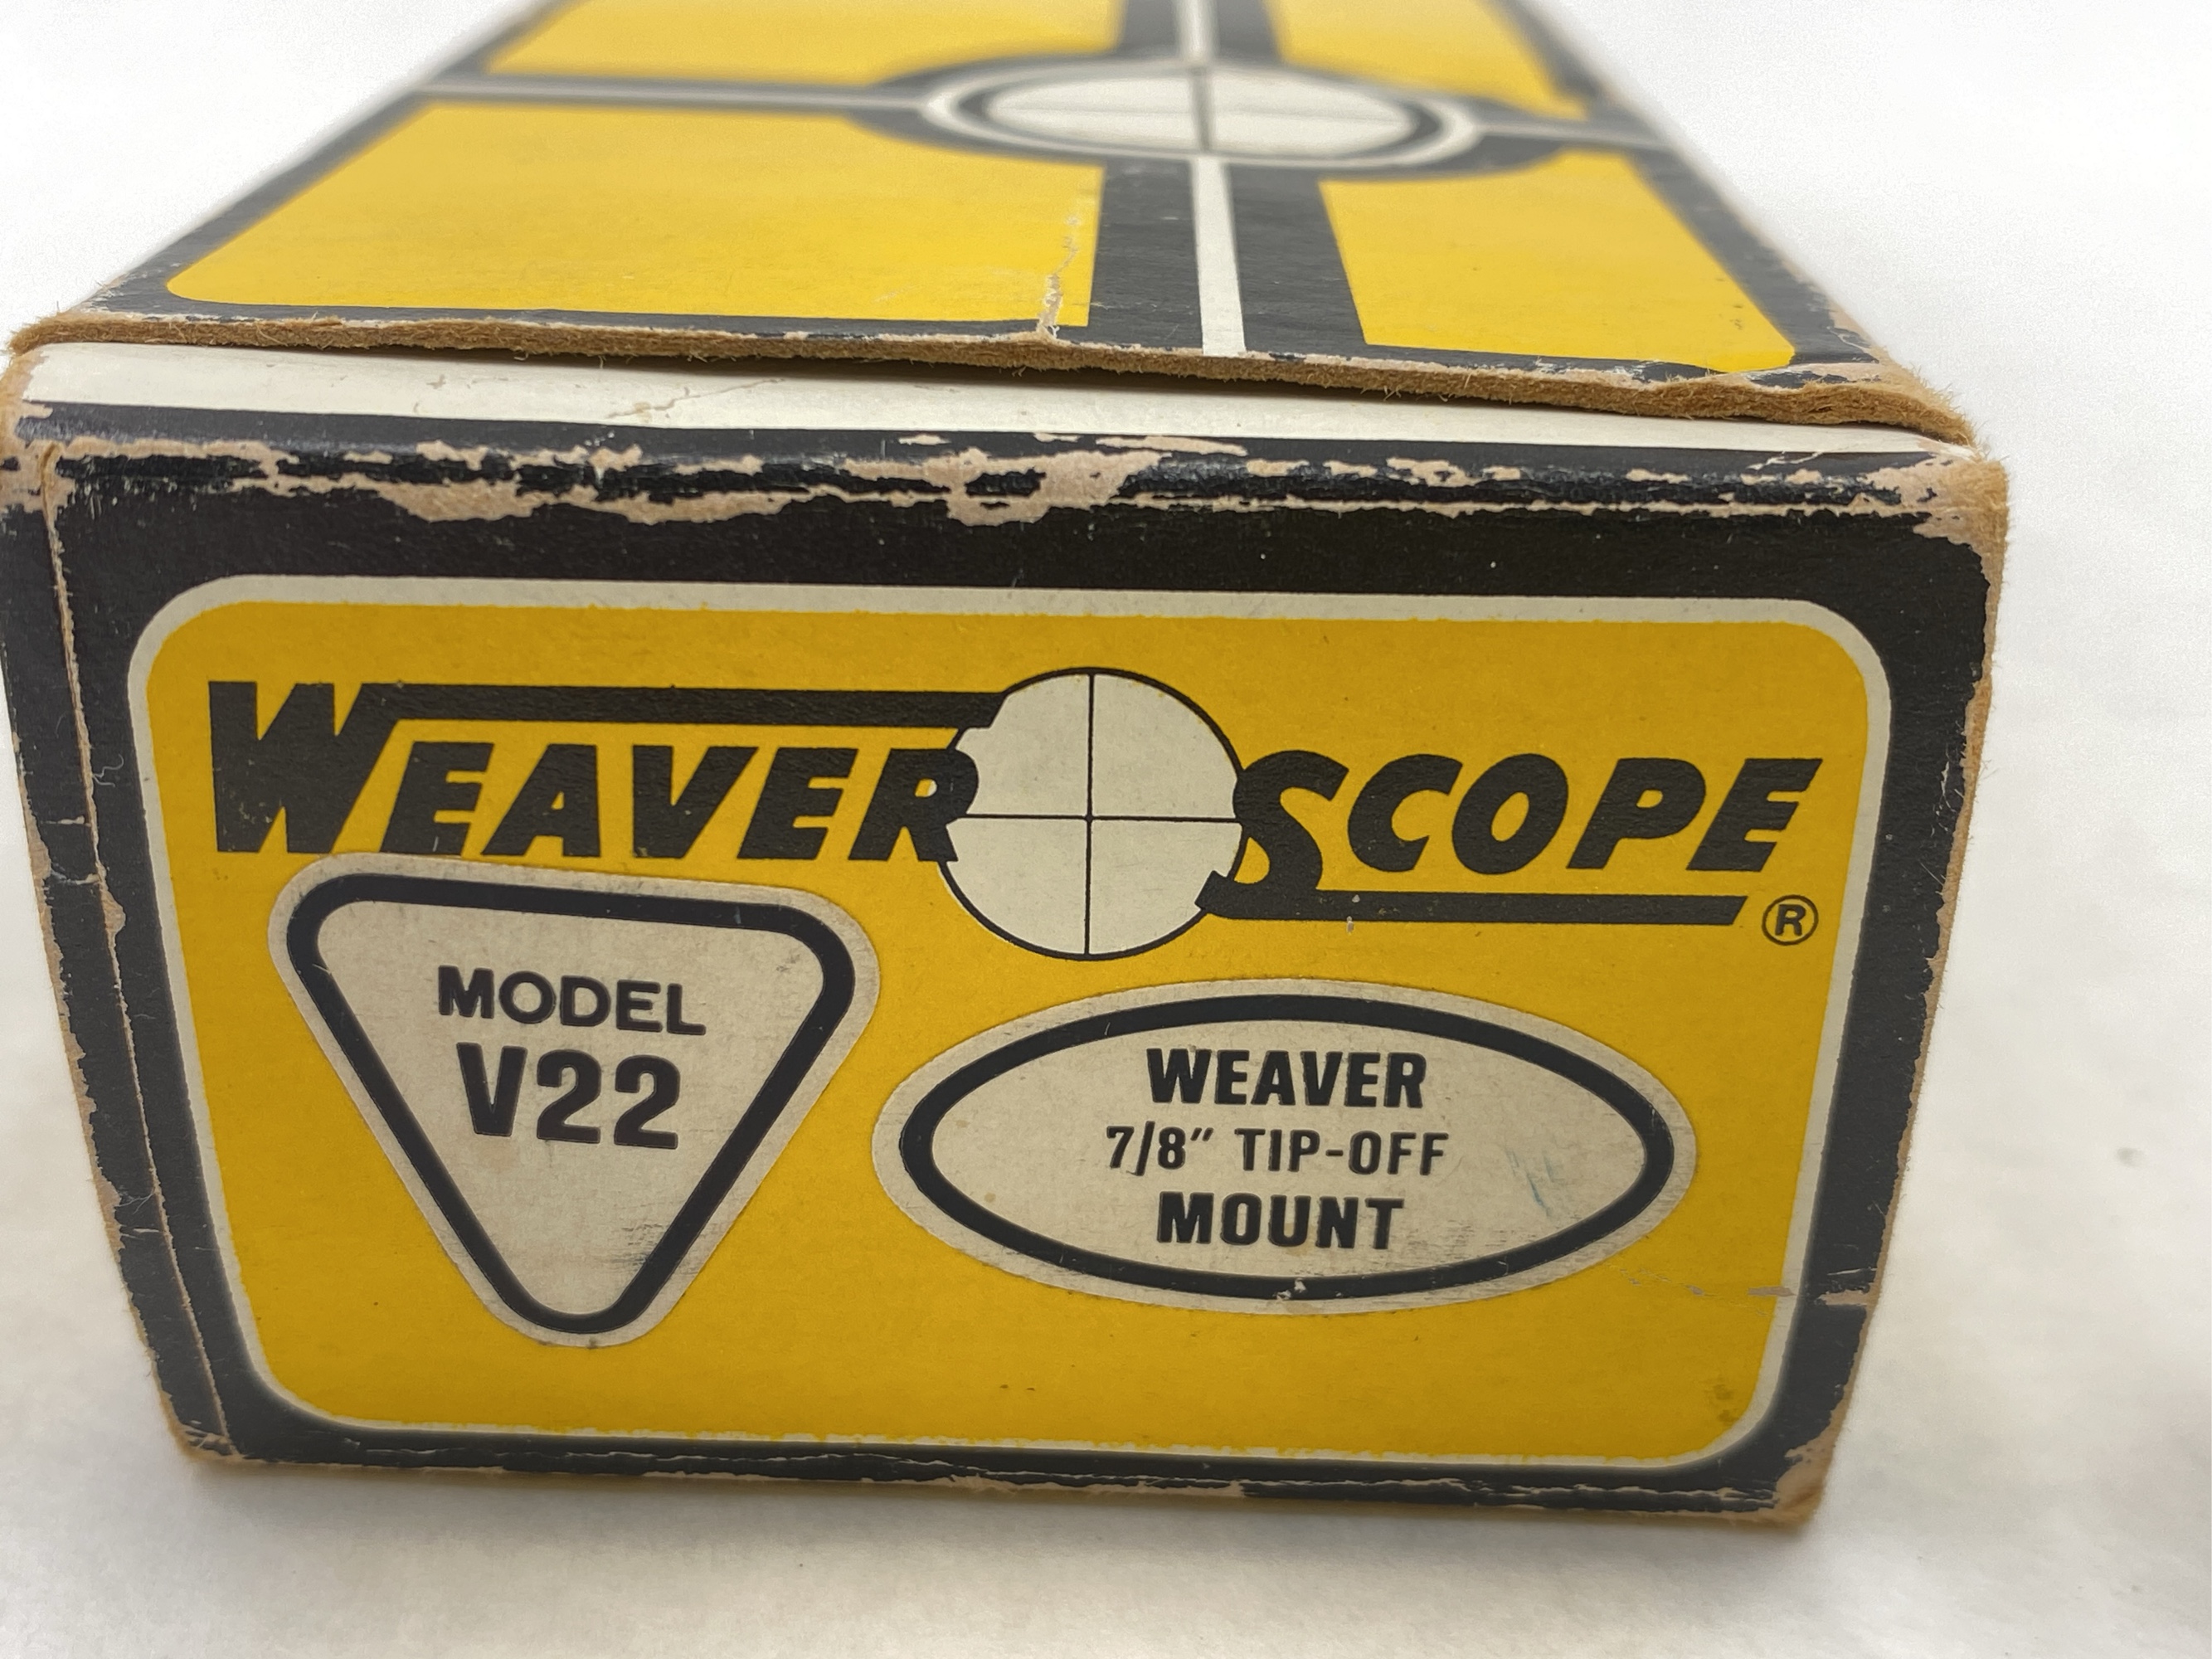 WEAVER SCOPE ®
MODEL
V22
WEAVER
7/8" TIP-OFF
MOUNT